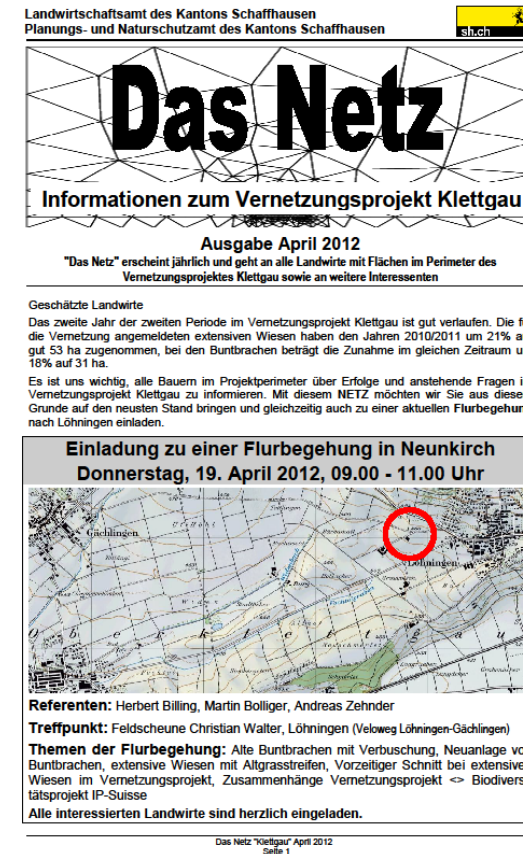 Landwirtschaftsamt des Kantons Schaffhausen
Planungs- und Naturschutzamt des Kantons Schaffhausen
sh.ch
Das Netz
Informationen zum Vernetzungsprojekt Klettgau
Ausgabe April 2012
"Das Netz" erscheint jährlich und geht an alle Landwirte mit Flächen im Perimeter des
Vernetzungsprojektes Klettgau sowie an weitere Interessenten
Geschätzte Landwirte
Das zweite Jahr der zweiten Periode im Vernetzungsprojekt Klettgau ist gut verlaufen. Die f
die Vernetzung angemeldeten extensiven Wiesen haben den Jahren 2010/2011 um 21% a
gut 53 ha zugenommen, bei den Buntbrachen beträgt die Zunahme im gleichen Zeitraum u
18% auf 31 ha.
Es ist uns wichtig, alle Bauern im Projektperimeter über Erfolge und anstehende Fragen i
Vernetzungsprojekt Klettgau zu informieren. Mit diesem NETZ möchten wir Sie aus diese
Grunde auf den neusten Stand bringen und gleichzeitig auch zu einer aktuellen Flurbegehun
nach Löhningen einladen.
Einladung zu einer Flurbegehung in Neunkirch
Donnerstag, 19. April 2012, 09.00 - 11.00 Uhr
Gächlingen
Löhningen
Oberklettgau
Referenten: Herbert Billing, Martin Bolliger, Andreas Zehnder
Treffpunkt: Feldscheune Christian Walter, Löhningen (Veloweg Löhningen-Gächlingen)
Themen der Flurbegehung: Alte Buntbrachen mit Verbuschung, Neuanlage vo
Buntbrachen, extensive Wiesen mit Altgrasstreifen, Vorzeitiger Schnitt bei extensive
Wiesen im Vernetzungsprojekt, Zusammenhänge Vernetzungsprojekt <> Biodivers
tätsprojekt IP-Suisse
Alle interessierten Landwirte sind herzlich eingeladen.
Das Netz "Klettgau" April 2012
Seite 1